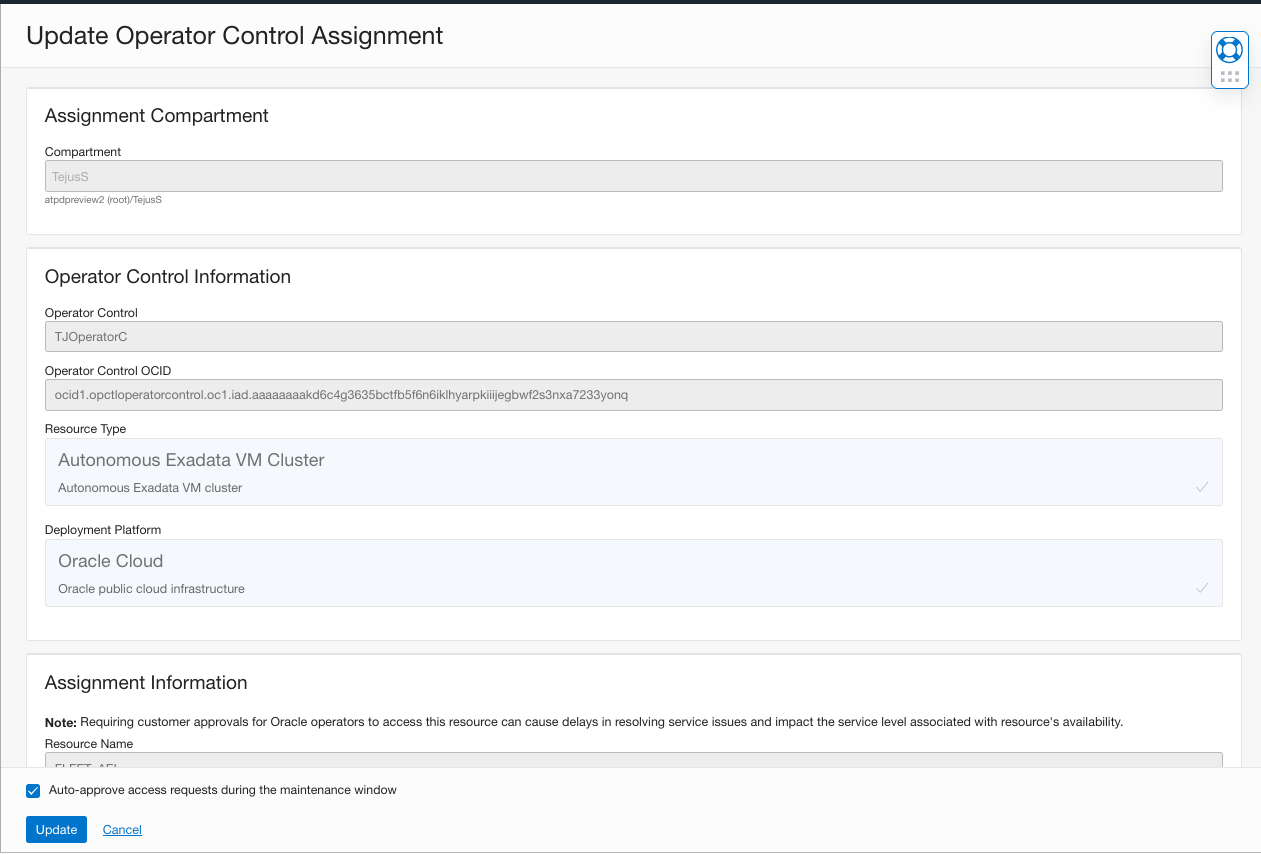 Update Operator Control Assignment
Assignment Compartment
Compartment
TejusS
atpdpreview2 (root)/TejusS
Operator Control Information
Operator Control
TJOperatorC
Operator Control OCID
ocid1.opctloperatorcontrol.oc1.iad.aaaaaaaakd6c4g3635bctfb5f6n6iklhyarpkiiijegbwf2s3nxa7233yonq
Resource Type
Autonomous Exadata VM Cluster
Autonomous Exadata VM cluster
Deployment Platform
Oracle Cloud
Oracle public cloud infrastructure
Assignment Information
Note: Requiring customer approvals for Oracle operators to access this resource can cause delays in resolving service issues and impact the service level associated with resource's availability.
Resource Name
Auto-approve access requests during the maintenance window
Update Cancel